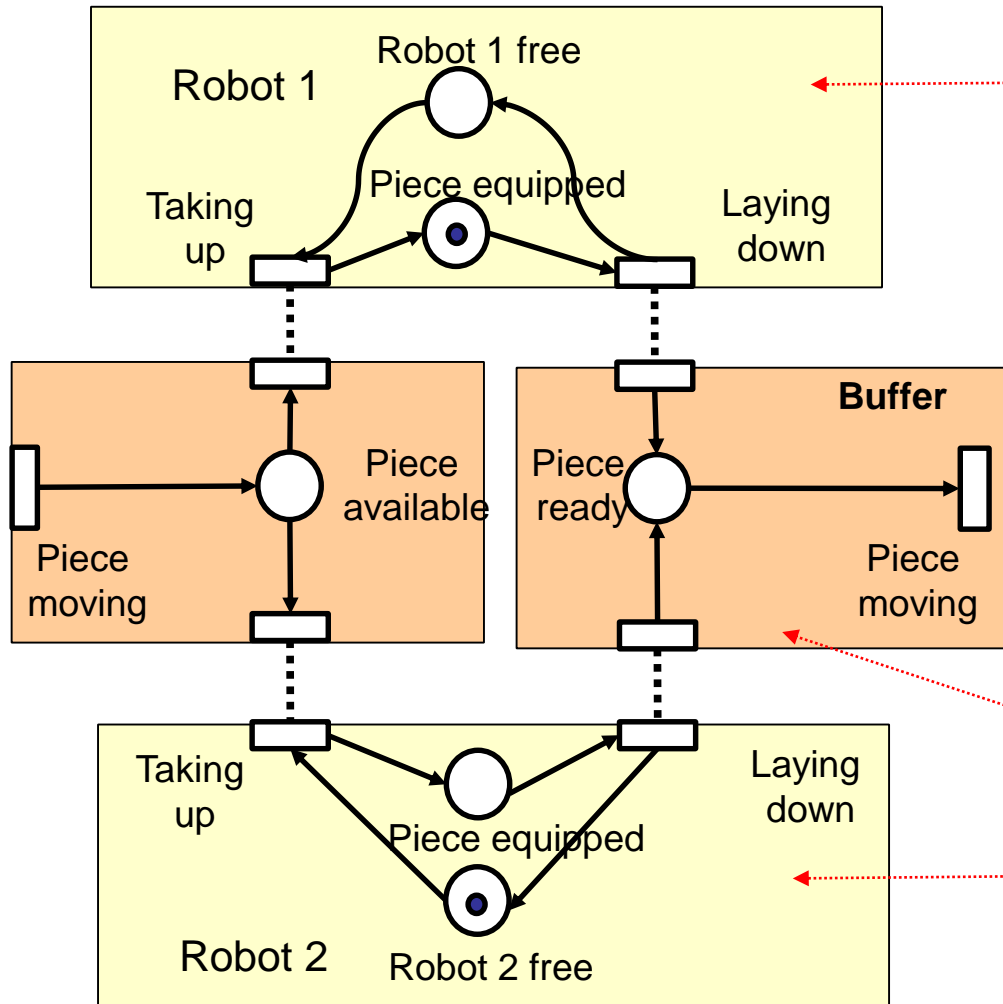 Robot 1 free
Robot 1
Piece equipped
Taking
up
Laying
down
Buffer
Piece
available
Piece
ready
Piece
moving
Piece
moving
Taking
up
Laying
down
Piece equipped
Robot 2
Robot 2 free